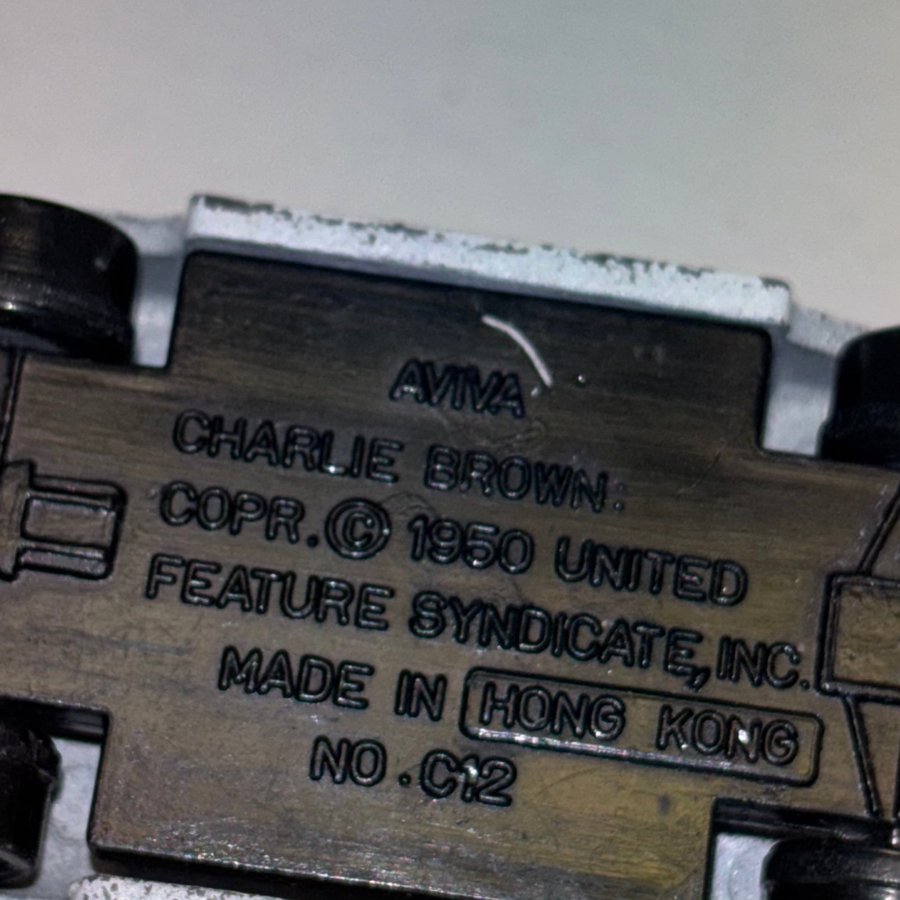 AVIVA
CHARLIE BROWN:
COPR. © 1950 UNITED
FEATURE SYNDICATE, INC.
MADE IN HONG KONG
NO. C12